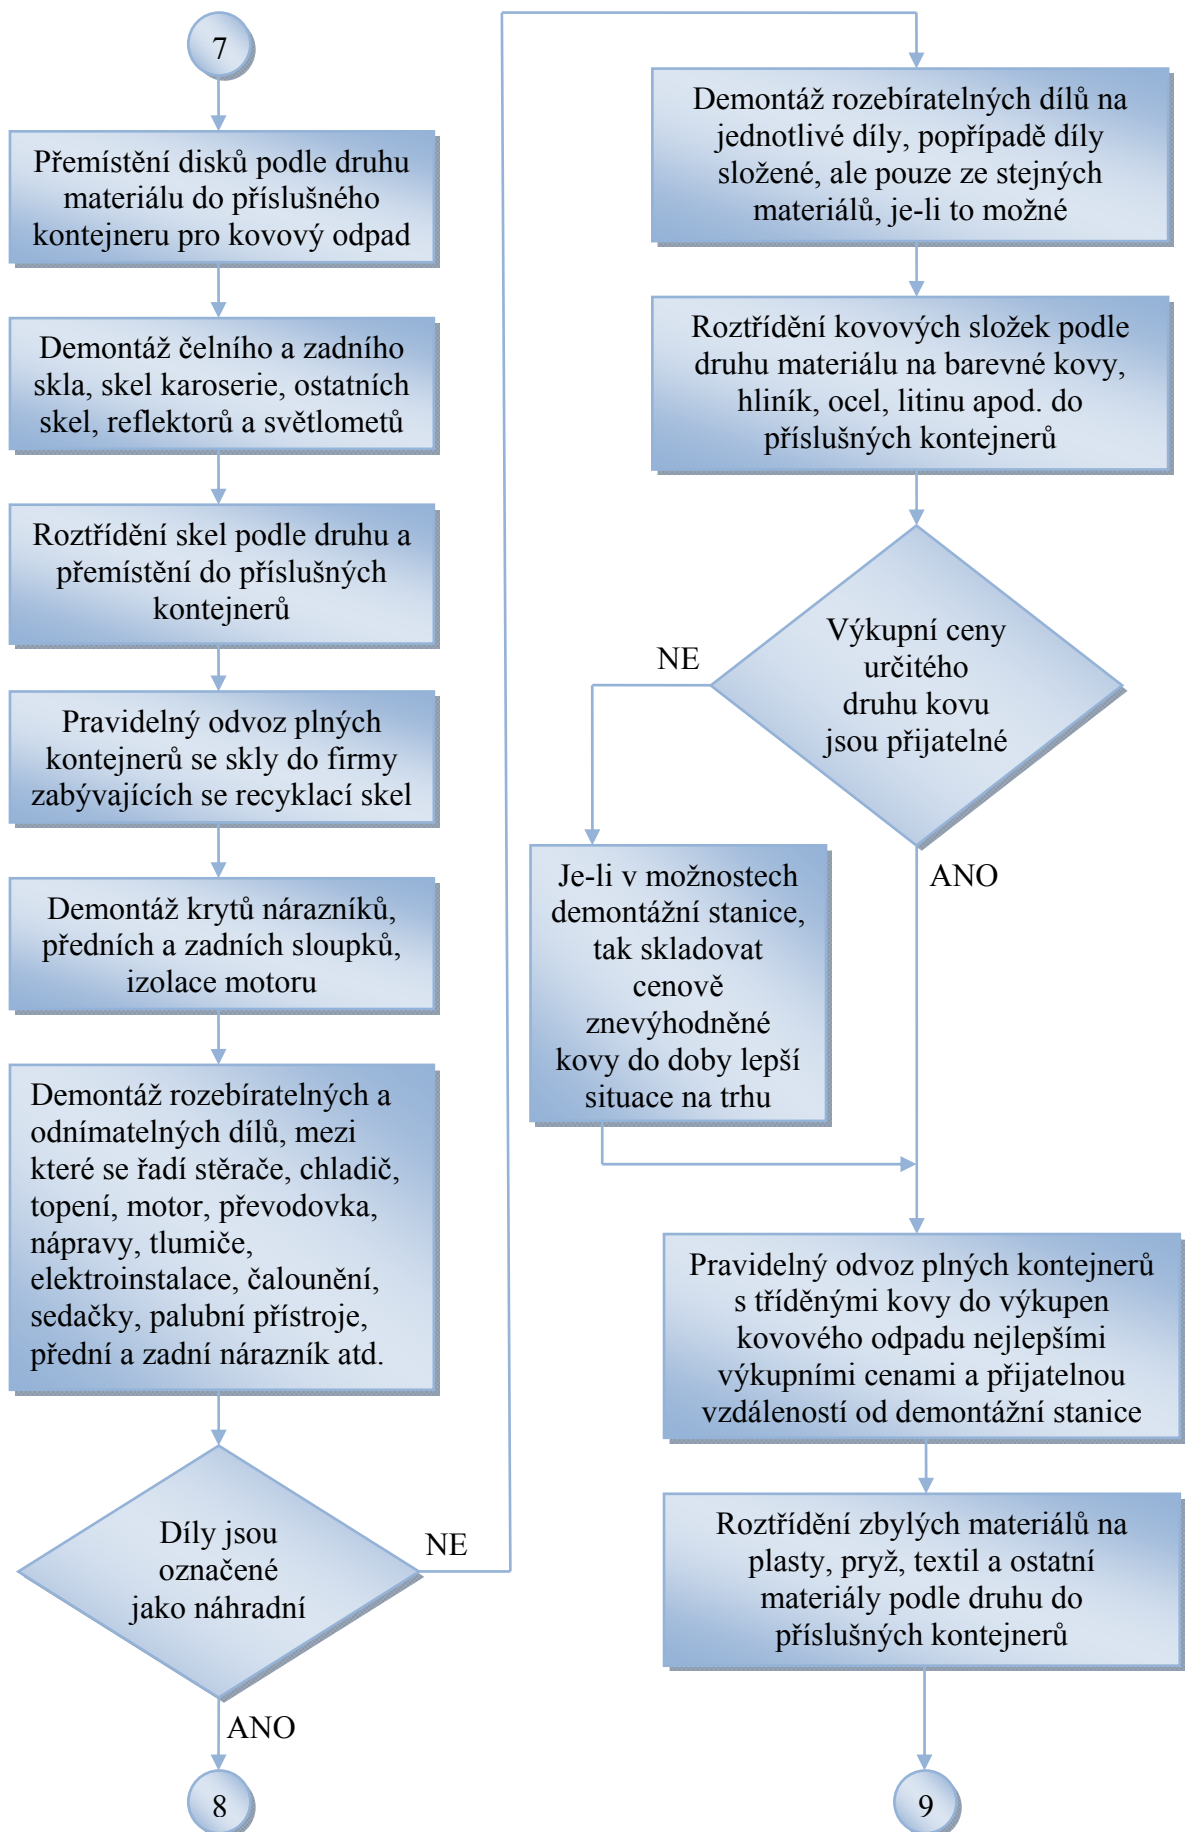 7
Přemístění disků podle druhu
materiálu do příslušného
kontejneru pro kovový odpad
Demontáž čelního a zadního
skla, skel karoserie, ostatních
skel, reflektorů a světlometů
Roztřídění skel podle druhu a
přemístění do příslušných
kontejnerů
Pravidelný odvoz plných
kontejnerů se skly do firmy
zabývajících se recyklací skel
Demontáž krytů nárazníků,
předních a zadních sloupků,
izolace motoru
Demontáž rozebíratelných a
odnímatelných dílů, mezi
které se řadí stěrače, chladič,
topení, motor, převodovka,
nápravy, tlumiče,
elektroinstalace, čalounění,
sedačky, palubní přístroje,
přední a zadní nárazník atd.
Díly jsou
označené
jako náhradní
NE
ANO
8
Demontáž rozebíratelných dílů na
jednotlivé díly, popřípadě díly
složené, ale pouze ze stejných
materiálů, je-li to možné
Roztřídění kovových složek podle
druhu materiálu na barevné kovy,
hliník, ocel, litinu apod. do
příslušných kontejnerů
Výkupní ceny
určitého
druhu kovu
jsou přijatelné
NE
ANO
Je-li v možnostech
demontážní stanice,
tak skladovat
cenově
znevýhodněné
kovy do doby lepší
situace na trhu
Pravidelný odvoz plných kontejnerů
s tříděnými kovy do výkupen
kovového odpadu nejlepšími
výkupními cenami a přijatelnou
vzdáleností od demontážní stanice
Roztřídění zbylých materiálů na
plasty, pryž, textil a ostatní
materiály podle druhu do
příslušných kontejnerů
9